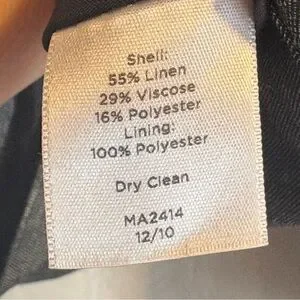 Shell:
55% Linen
29% Viscose
16% Polyester
Lining:
100% Polyester
Dry Clean
MA2414
12/10